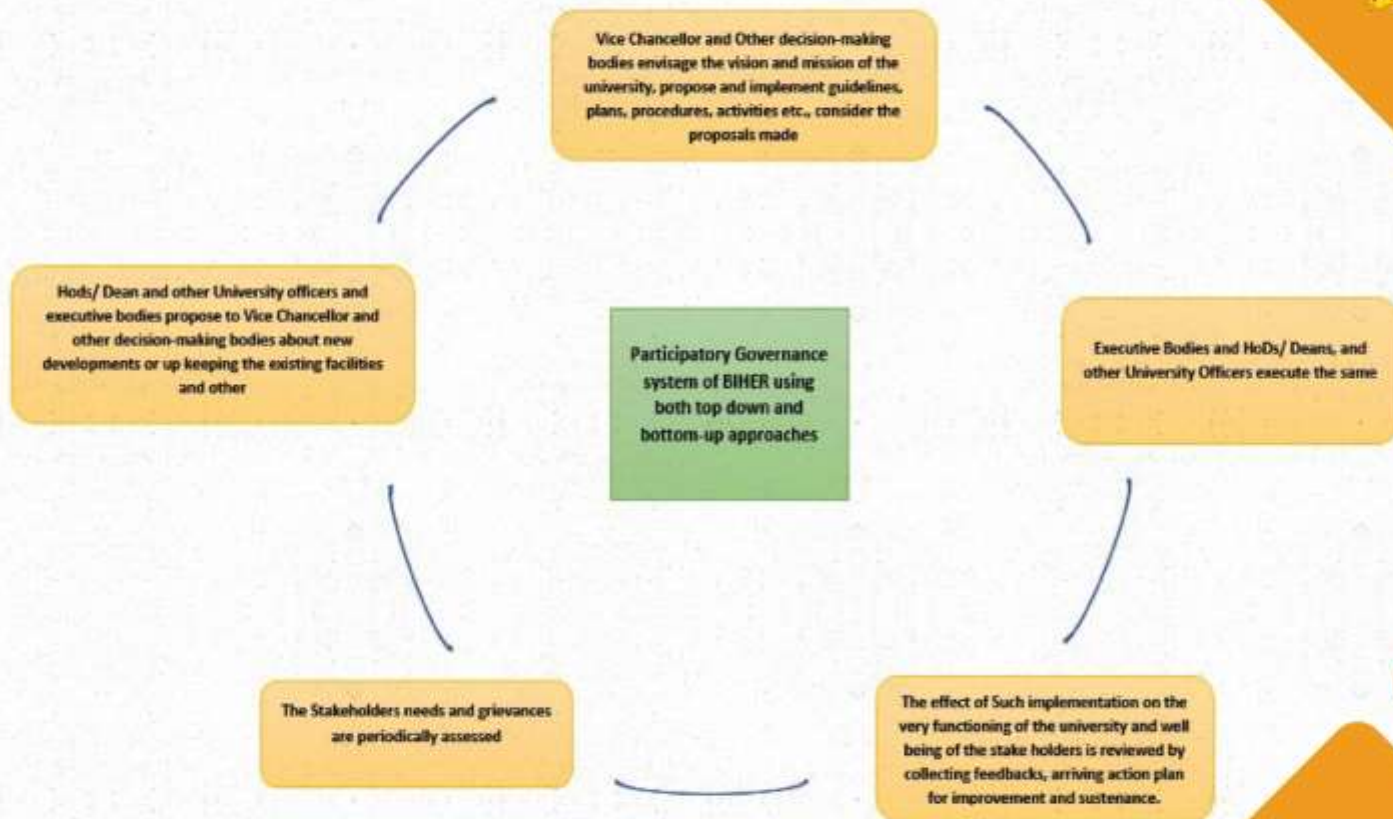 Vice Chancellor and Other decision-making
bodies envisage the vision and mission of the
university, propose and implement guidelines,
plans, procedures, activities etc., consider the
proposals made
Hods/ Dean and other University officers and
executive bodies propose to Vice Chancellor and
other decision-making bodies about new
developments or up keeping the existing facilities
and other
Participatory Governance
system of BIHER using
both top down and
bottom-up approaches
Executive Bodies and HoDs/ Deans, and
other University Officers execute the same
The Stakeholders needs and grievances
are periodically assessed
The effect of Such implementation on the
very functioning of the university and well
being of the stake holders is reviewed by
collecting feedbacks, arriving action plan
for improvement and sustenance.